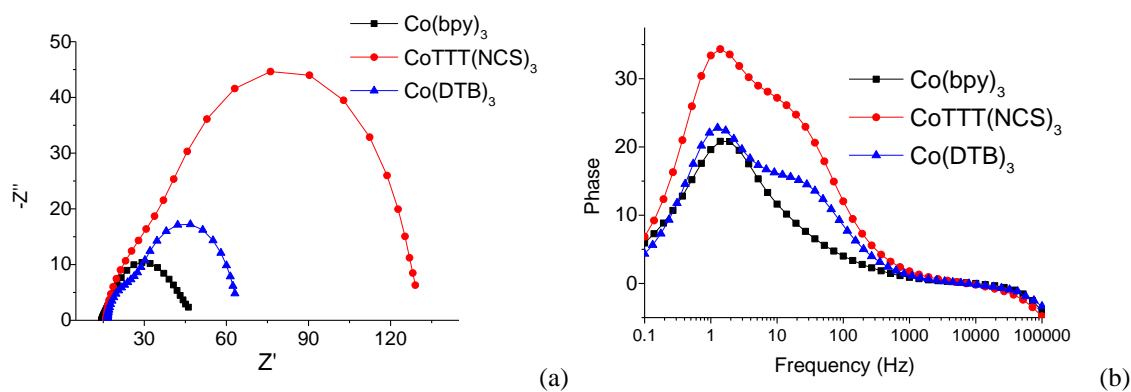 Co(bpy)₃
CoTTT(NCS)₃
Co(DTB)₃
50
40
30
20
10
0
-Z"
30
60
90
120
Z'
(a)
Co(bpy)₃
CoTTT(NCS)₃
Co(DTB)₃
30
20
10
0
Phase
0.1
1
10
100
1000
10000
100000
Frequency (Hz)
(b)